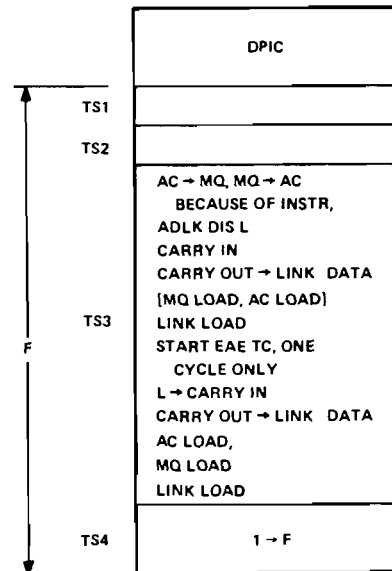 DPIC
TS1
TS2
AC → MQ, MQ → AC
BECAUSE OF INSTR,
ADLK DIS L
CARRY IN
CARRY OUT → LINK DATA
[MQ LOAD, AC LOAD]
TS3
LINK LOAD
F
START EAE TC, ONE
CYCLE ONLY
L → CARRY IN
CARRY OUT → LINK DATA
AC LOAD,
MQ LOAD
LINK LOAD
TS4
1 → F